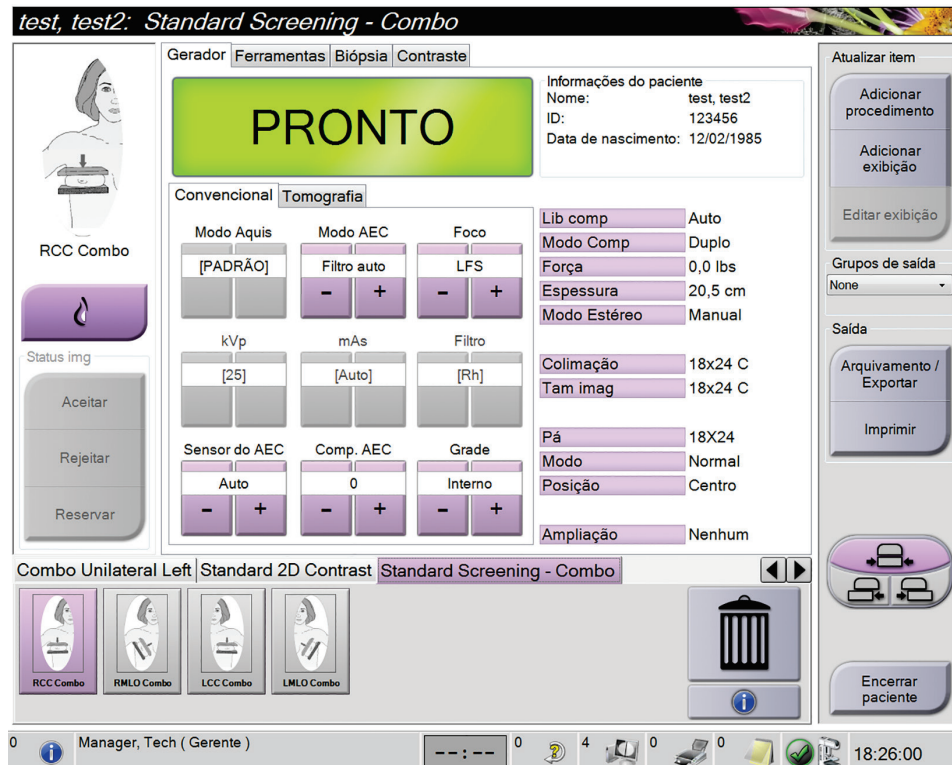 test, test2: Standard Screening - Combo
RCC Combo
Status img
Aceitar
Rejeitar
Reservar
Gerador Ferramentas Biópsia Contraste
PRONTO
Informações do paciente
Nome: test, test2
ID: 123456
Data de nascimento: 12/02/1985
Convencional Tomografia
Modo Aquis Modo AEC Foco
[PADRÃO] Filtro auto LFS
- + - +
kVp mAs Filtro
[25] [Auto] [Rh]
Sensor do AEC Comp. AEC Grade
Auto 0 Interno
- + - + - +
Lib comp Auto
Modo Comp Duplo
Força 0,0 lbs
Espessura 20,5 cm
Modo Estéreo Manual
Colimação 18x24 C
Tam imag 18x24 C
Pá 18X24
Modo Normal
Posição Centro
Ampliação Nenhum
Atualizar item
Adicionar
procedimento
Adicionar
exibição
Editar exibição
Grupos de saída
None
Saída
Arquivamento /
Exportar
Imprimir
Encerrar
paciente
Combo Unilateral Left Standard 2D Contrast Standard Screening - Combo
RCC Combo RMLO Combo LCC Combo LMLO Combo
0 Manager, Tech ( Gerente ) --:-- 0 4 0 0 18:26:00